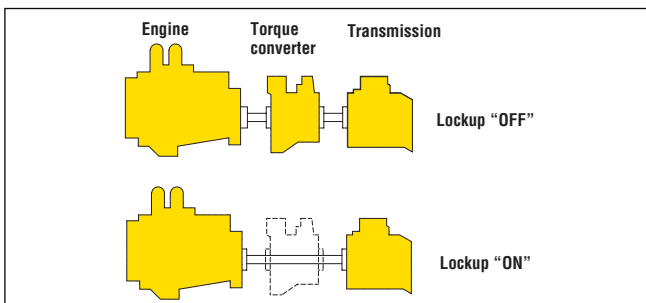 Engine Torque converter Transmission
Lockup “OFF”
Lockup “ON”